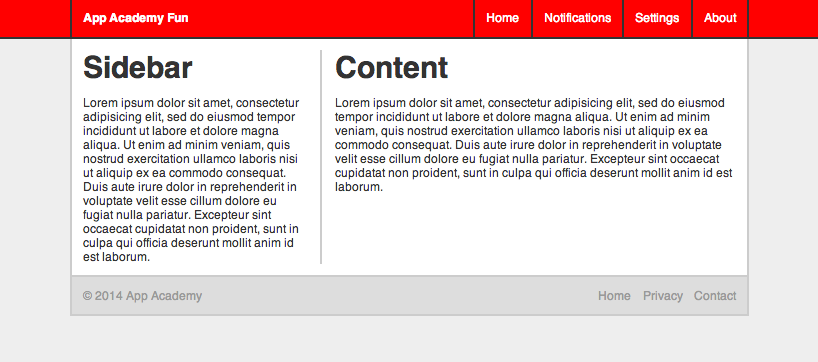 App Academy Fun
Home
Notifications
Settings
About
Sidebar
Lorem ipsum dolor sit amet, consectetur
adipisicing elit, sed do eiusmod tempor
incididunt ut labore et dolore magna
aliqua. Ut enim ad minim veniam, quis
nostrud exercitation ullamco laboris nisi
ut aliquip ex ea commodo consequat.
Duis aute irure dolor in reprehenderit in
voluptate velit esse cillum dolore eu
fugiat nulla pariatur. Excepteur sint
occaecat cupidatat non proident, sunt in
culpa qui officia deserunt mollit anim id
est laborum.
Content
Lorem ipsum dolor sit amet, consectetur adipisicing elit, sed do eiusmod
tempor incididunt ut labore et dolore magna aliqua. Ut enim ad minim
veniam, quis nostrud exercitation ullamco laboris nisi ut aliquip ex ea
commodo consequat. Duis aute irure dolor in reprehenderit in voluptate
velit esse cillum dolore eu fugiat nulla pariatur. Excepteur sint occaecat
cupidatat non proident, sunt in culpa qui officia deserunt mollit anim id est
laborum.
© 2014 App Academy
Home
Privacy
Contact